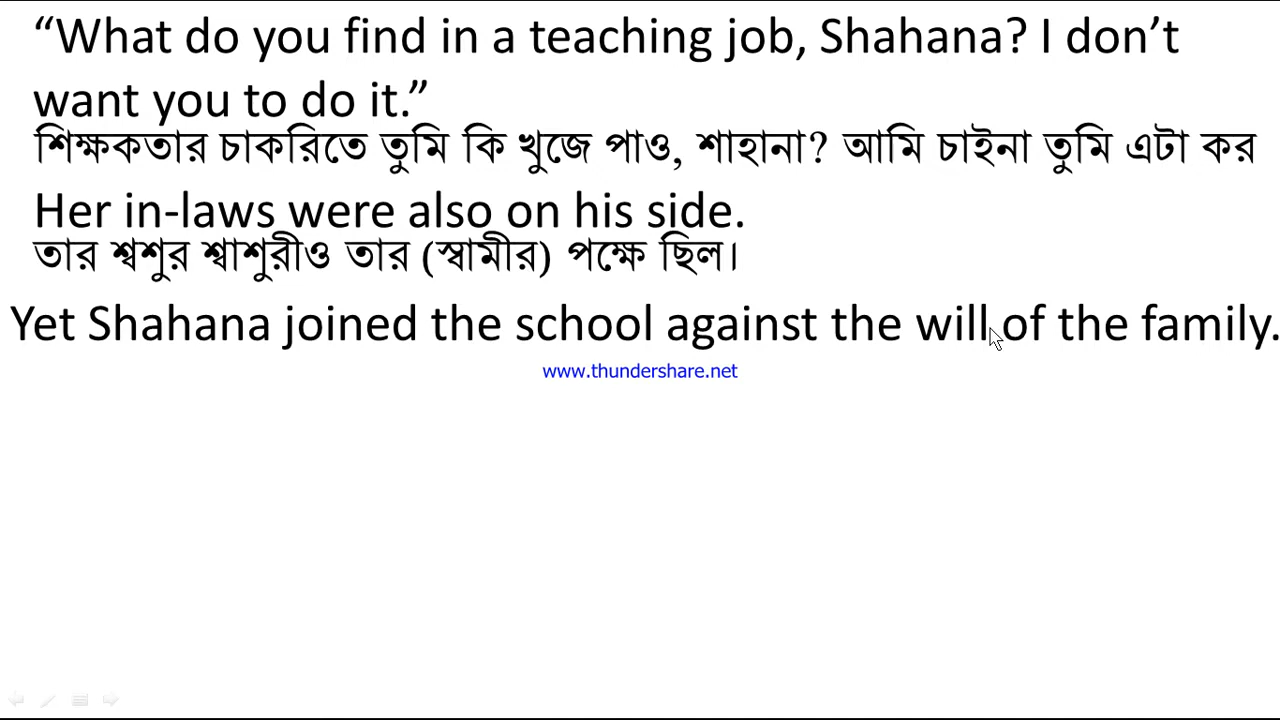 “What do you find in a teaching job, Shahana? I don’t
want you to do it.”
শিক্ষকতার চাকরিতে তুমি কি খুজে পাও, শাহানা? আমি চাইনা তুমি এটা কর
Her in-laws were also on his side.
তার শ্বশুর শ্বাশুরীও তার (স্বামীর) পক্ষে ছিল।
Yet Shahana joined the school against the will of the family.
www.thundershare.net